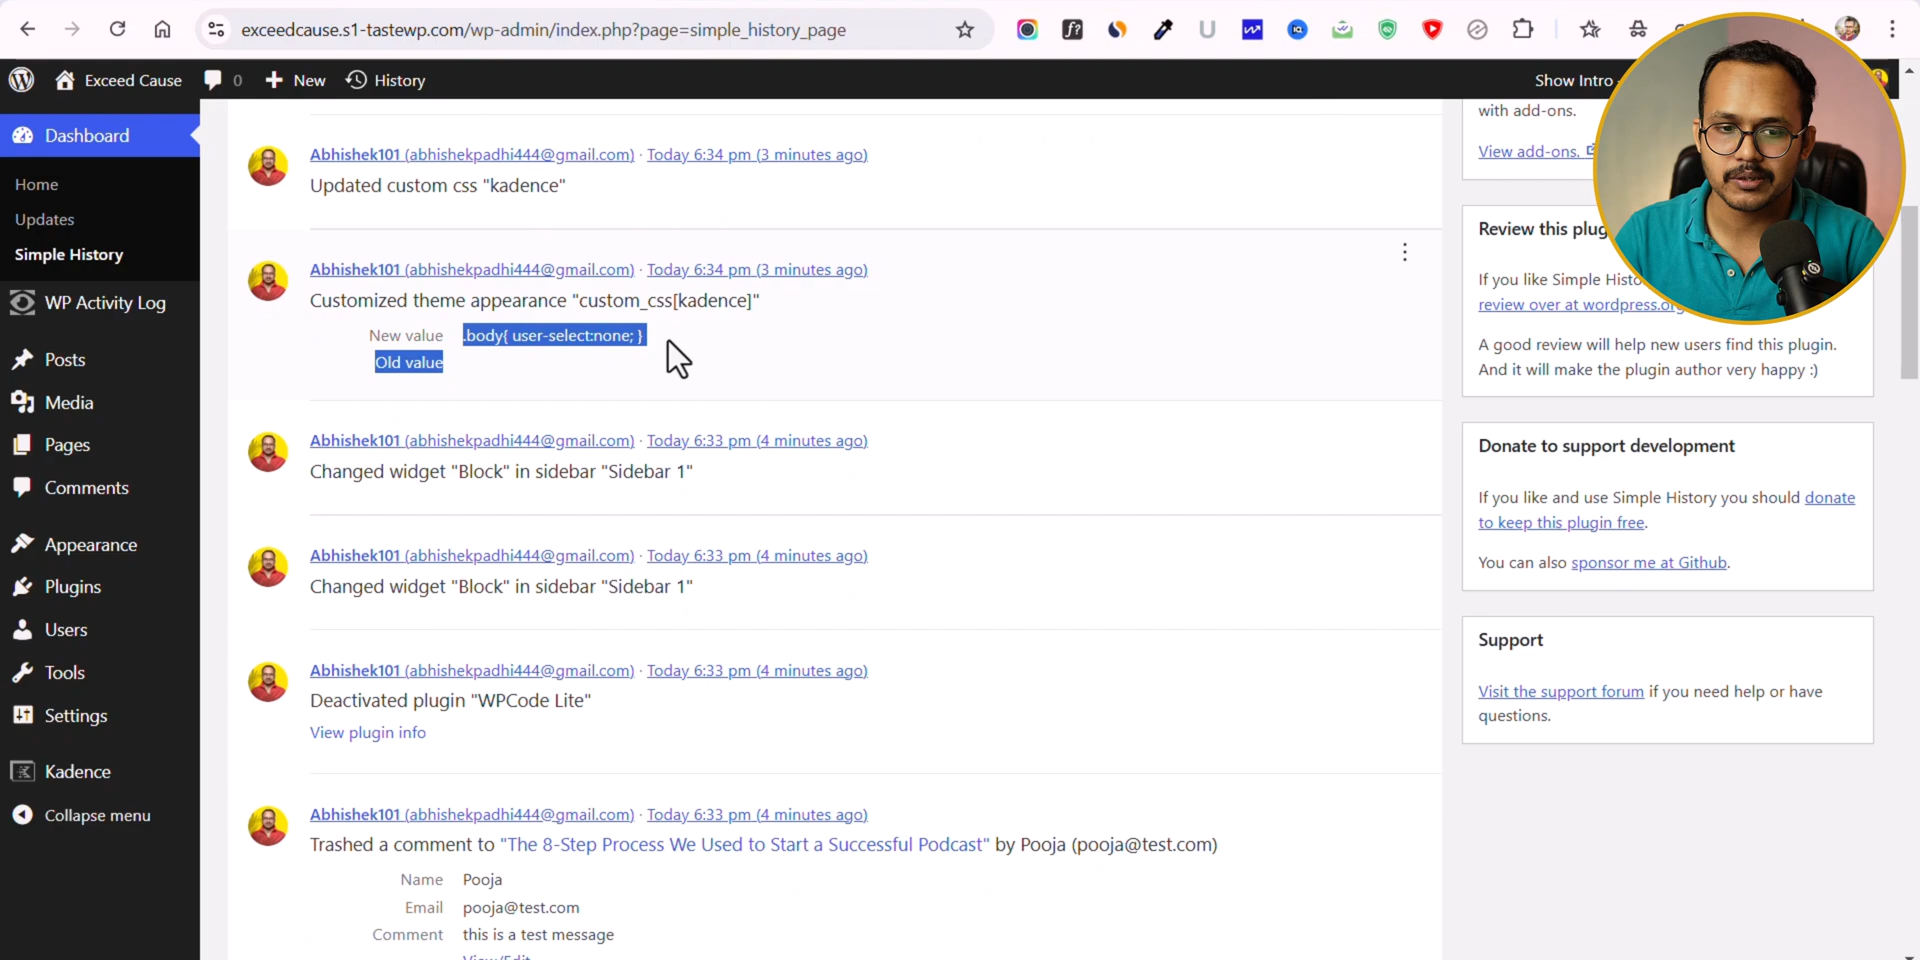 exceedcause.s1-tastewp.com/wp-admin/index.php?page=simple_history_page
Exceed Cause
0
New
History
Show Intro
Dashboard
Home
Updates
Simple History
WP Activity Log
Posts
Media
Pages
Comments
Appearance
Plugins
Users
Tools
Settings
Kadence
Collapse menu
Abhishek101 (abhishekpadhi444@gmail.com) · Today 6:34 pm (3 minutes ago)
Updated custom css "kadence"
Abhishek101 (abhishekpadhi444@gmail.com) · Today 6:34 pm (3 minutes ago)
Customized theme appearance "custom_css[kadence]"
New value .body{ user-select:none; }
Old value
Abhishek101 (abhishekpadhi444@gmail.com) · Today 6:33 pm (4 minutes ago)
Changed widget "Block" in sidebar "Sidebar 1"
Abhishek101 (abhishekpadhi444@gmail.com) · Today 6:33 pm (4 minutes ago)
Changed widget "Block" in sidebar "Sidebar 1"
Abhishek101 (abhishekpadhi444@gmail.com) · Today 6:33 pm (4 minutes ago)
Deactivated plugin "WPCode Lite"
View plugin info
Abhishek101 (abhishekpadhi444@gmail.com) · Today 6:33 pm (4 minutes ago)
Trashed a comment to "The 8-Step Process We Used to Start a Successful Podcast" by Pooja (pooja@test.com)
Name Pooja
Email pooja@test.com
Comment this is a test message
View/Edit
with add-ons.
View add-ons.
Review this
If you like Simple
review over at
A good review will help new users find this plugin.
And it will make the plugin author very happy :)
Donate to support development
If you like and use Simple History you should donate
to keep this plugin free.
You can also sponsor me at Github.
Support
Visit the support forum if you need help or have
questions.